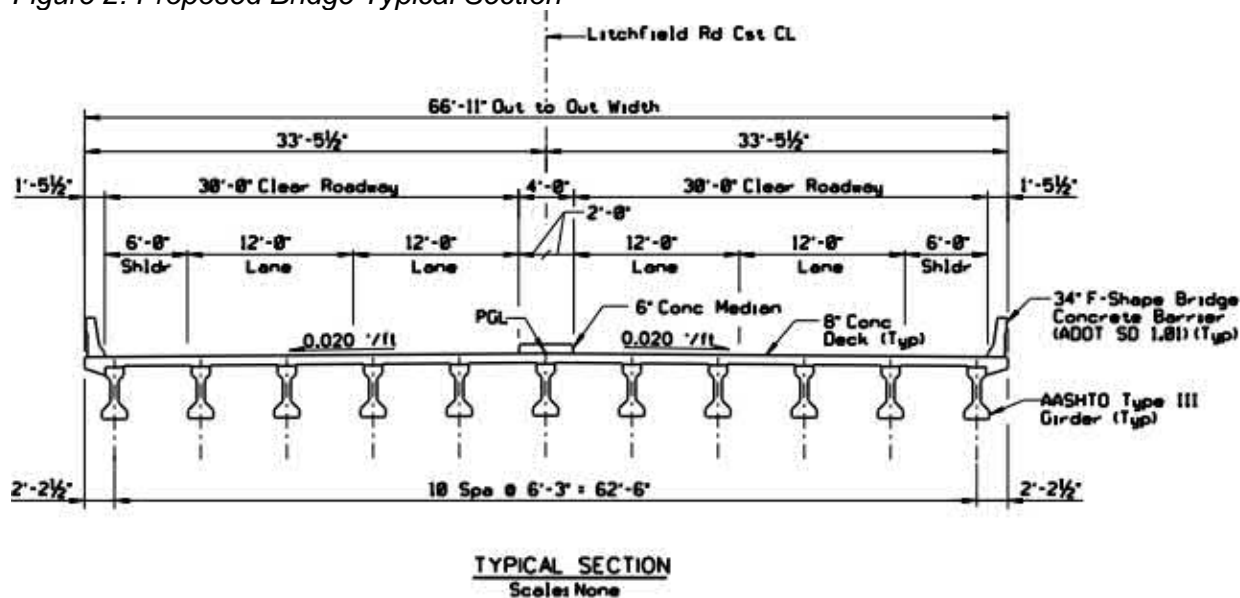 Figure 2: Proposed Bridge Typical Section
Litchfield Rd Cst CL
66'-11" Out to Out Width
33'-5½" 33'-5½"
1'-5½" 30'-0" Clear Roadway 4'-0" 30'-0" Clear Roadway 1'-5½"
2'-0"
6'-0" 12'-0" 12'-0" 12'-0" 12'-0" 6'-0"
Shldr Lane Lane Lane Lane Shldr
34" F-Shape Bridge
Concrete Barrier
(ADOT SD 1.01) (Typ)
6" Conc Median
PGL
8" Conc
Deck (Typ)
0.020 '/ft 0.020 '/ft
AASHTO Type III
Girder (Typ)
2'-2½" 10 Spa @ 6'-3" = 62'-6" 2'-2½"
TYPICAL SECTION
Scale: None